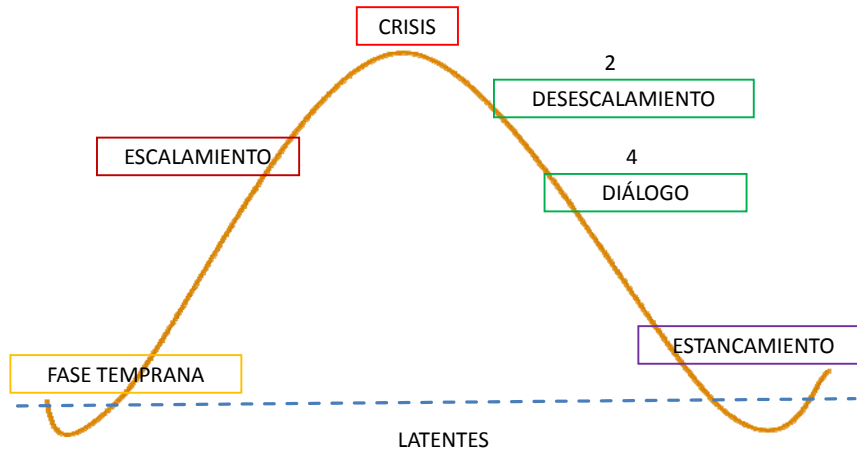 CRISIS
2
DESESCALAMIENTO
ESCALAMIENTO
4
DIÁLOGO
ESTANCAMIENTO
FASE TEMPRANA
LATENTES